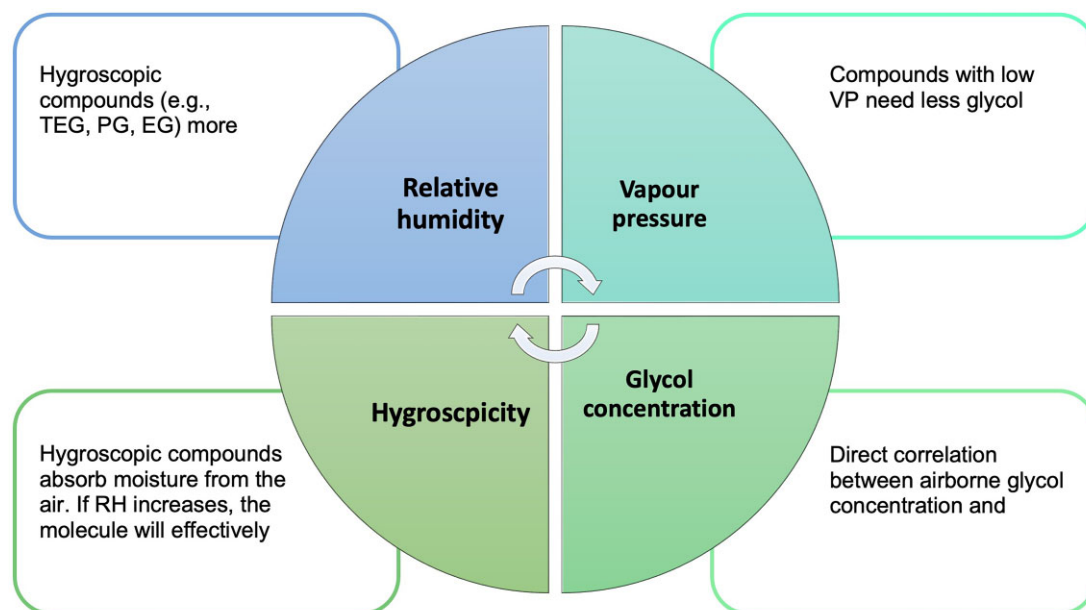 Hygroscopic
compounds (e.g.,
TEG, PG, EG) more
Compounds with low
VP need less glycol
Relative
humidity
Vapour
pressure
Hygroscpicity
Glycol
concentration
Hygroscopic compounds
absorb moisture from the
air. If RH increases, the
molecule will effectively
Direct correlation
between airborne glycol
concentration and